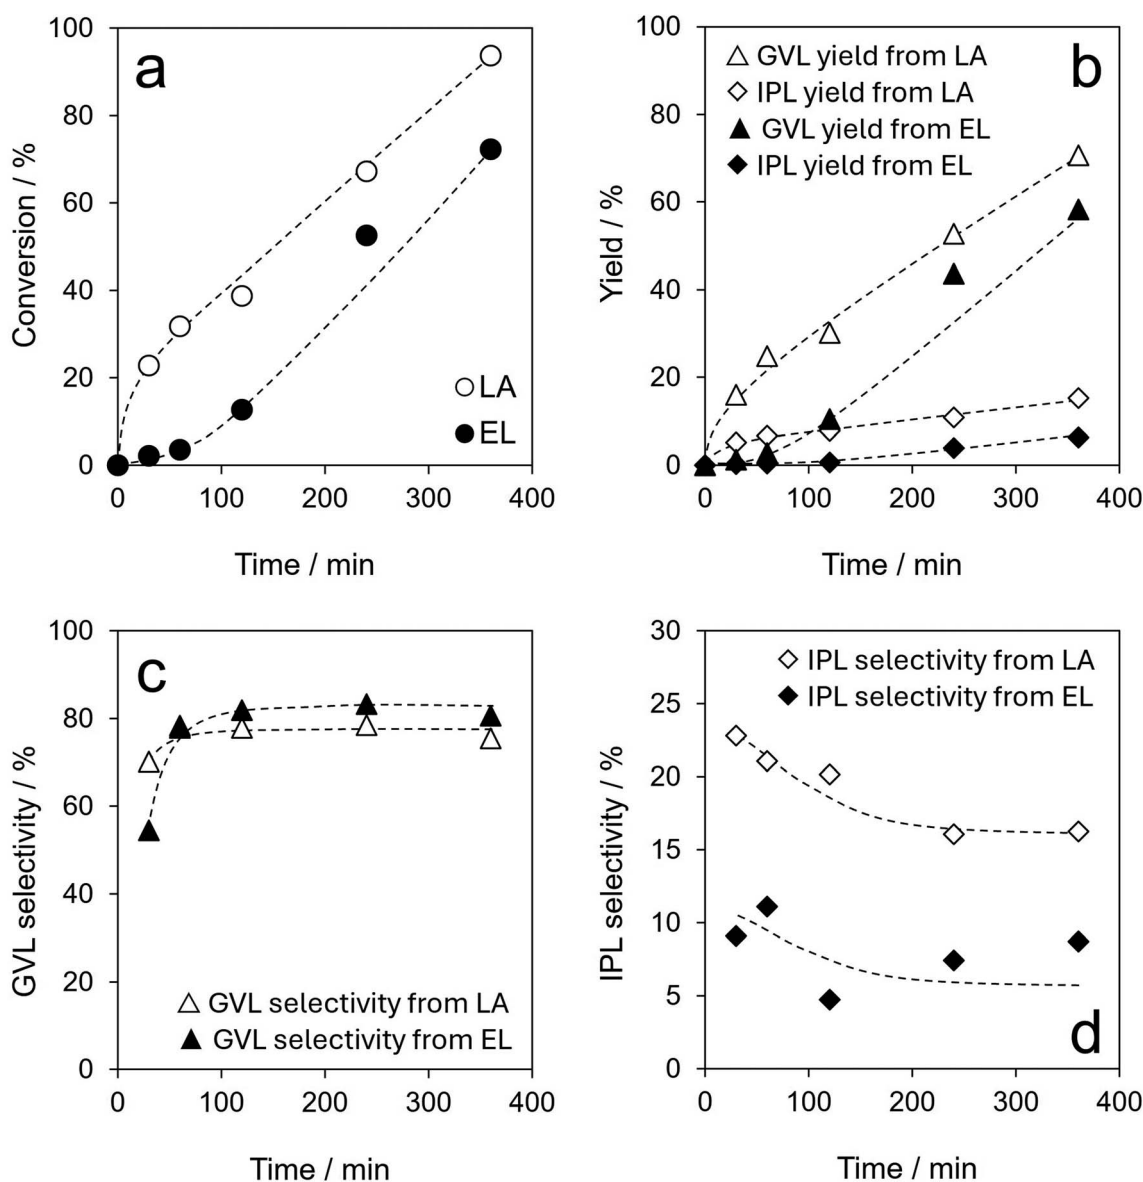 a
100
80
60
40
20
0
Conversion / %
LA
EL
0 100 200 300 400
Time / min
b
100
80
60
40
20
0
Yield / %
GVL yield from LA
IPL yield from LA
GVL yield from EL
IPL yield from EL
0 100 200 300 400
Time / min
c
100
80
60
40
20
0
GVL selectivity / %
GVL selectivity from LA
GVL selectivity from EL
0 100 200 300 400
Time / min
30
25
20
15
10
5
0
IPL selectivity / %
IPL selectivity from LA
IPL selectivity from EL
d
0 100 200 300 400
Time / min